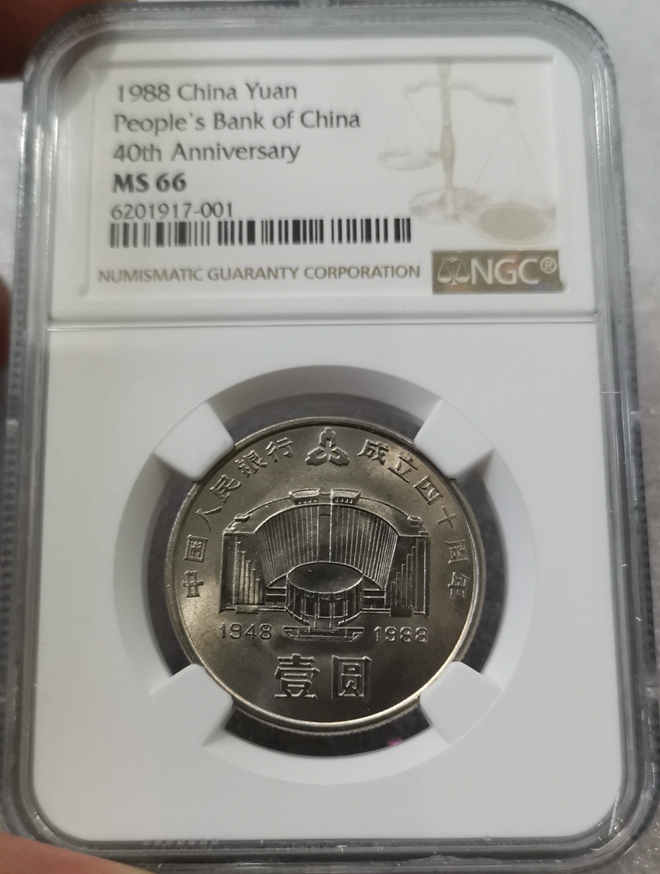 1988 China Yuan
People's Bank of China
40th Anniversary
MS 66
6201917-001
NUMISMATIC GUARANTY CORPORATION
NGC®
中国人民银行 成立四十周年
1948 1988
壹圆